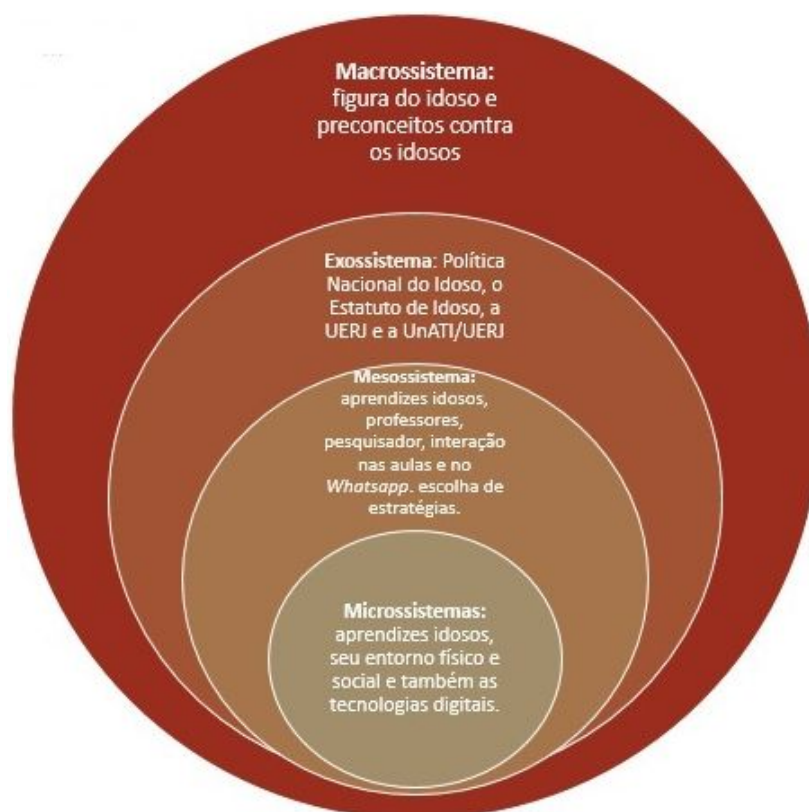 Macrossistema:
figura do idoso e
preconceitos contra
os idosos
Exossistema: Política
Nacional do Idoso, o
Estatuto de Idoso, a
UERJ e a UnATI/UERJ
Mesossistema:
aprendizes idosos,
professores,
pesquisador, interação
nas aulas e no
Whatsapp. escolha de
estratégias.
Microssistemas:
aprendizes idosos,
seu entorno físico e
social e também as
tecnologias digitais.